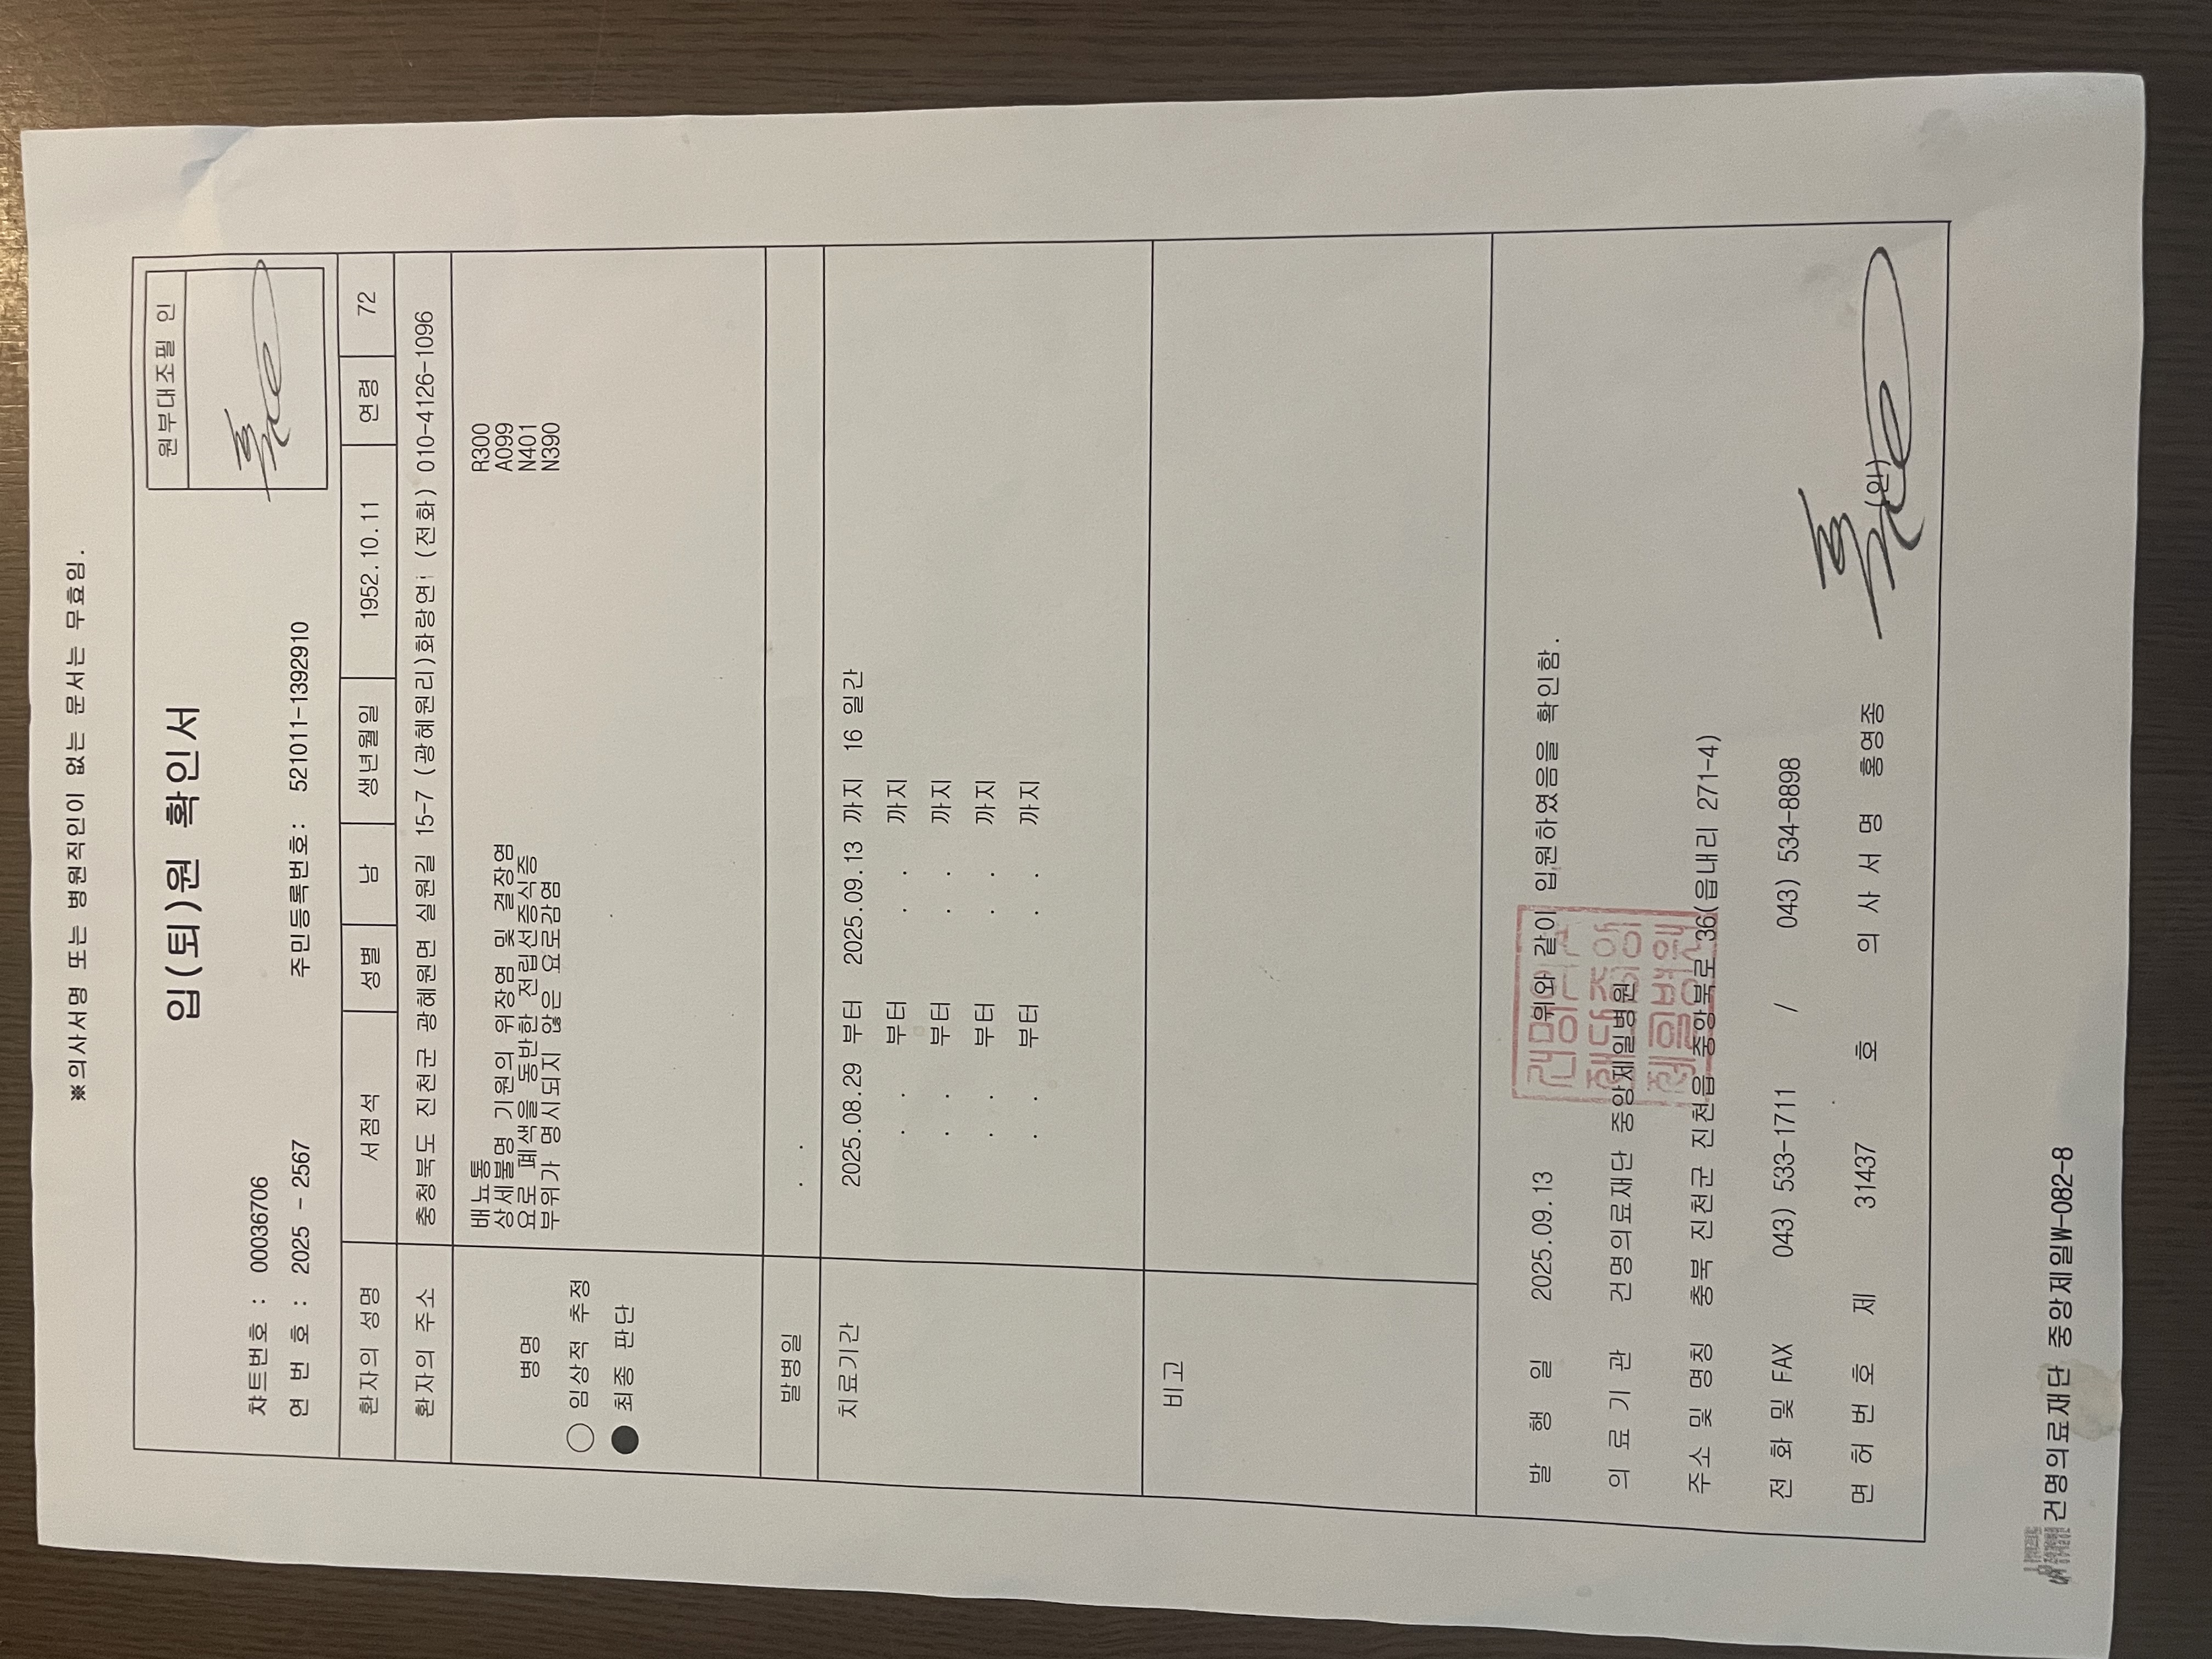 ※의사서명 또는 병원직인이 없는 문서는 무효임.
입(퇴)원 확인서
원부대조필 인
챠트번호 : 00036706
연 번 호 : 2025 - 2567
주민등록번호: 521011-1392910
환자의 성명 서점석 성별 남 생년월일 1952.10.11 연령 72
환자의 주소 충청북도 진천군 광혜원면 실원길 15-7 (광혜원리)화랑연 (전화) 010-4126-1096
병명
○ 임상적 추정
● 최종 판단
배뇨통 R300
상세불명 기원의 위장염 및 결장염 A099
요로 폐색을 동반한 전립선증식증 N401
부위가 명시되지 않은 요로감염 N390
발병일 . .
치료기간 2025.08.29 부터 2025.09.13 까지 16 일간
. . 부터 . . 까지
. . 부터 . . 까지
. . 부터 . . 까지
. . 부터 . . 까지
비고
위와 같이 입원하였음을 확인함.
발 행 일 2025.09.13
의 료 기 관 건명의료재단 중앙제일병원
주소 및 명칭 충북 진천군 진천읍 중앙북로 36(읍내리 271-4)
전 화 및 FAX 043) 533-1711 / 043) 534-8898
면 허 번 호 제 31437 호 의 사 서 명 홍영종 (인)
건명의료재단 중앙제일W-082-8